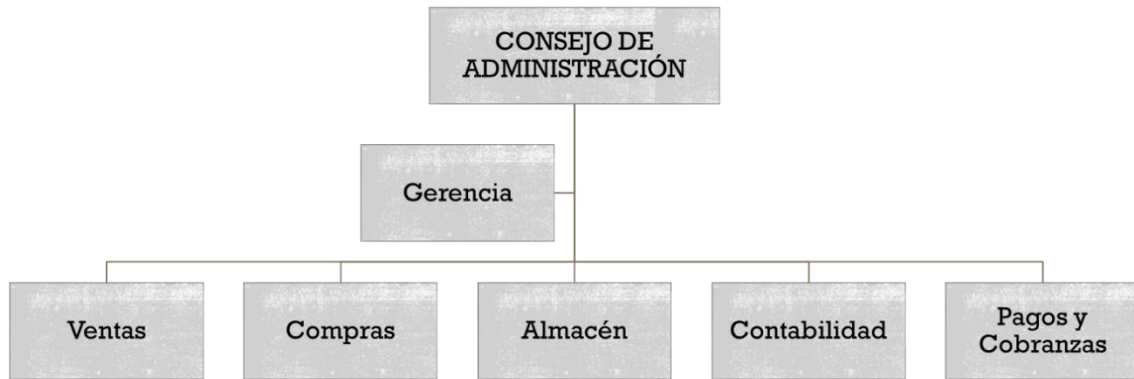 CONSEJO DE
ADMINISTRACIÓN
Gerencia
Ventas
Compras
Almacén
Contabilidad
Pagos y
Cobranzas